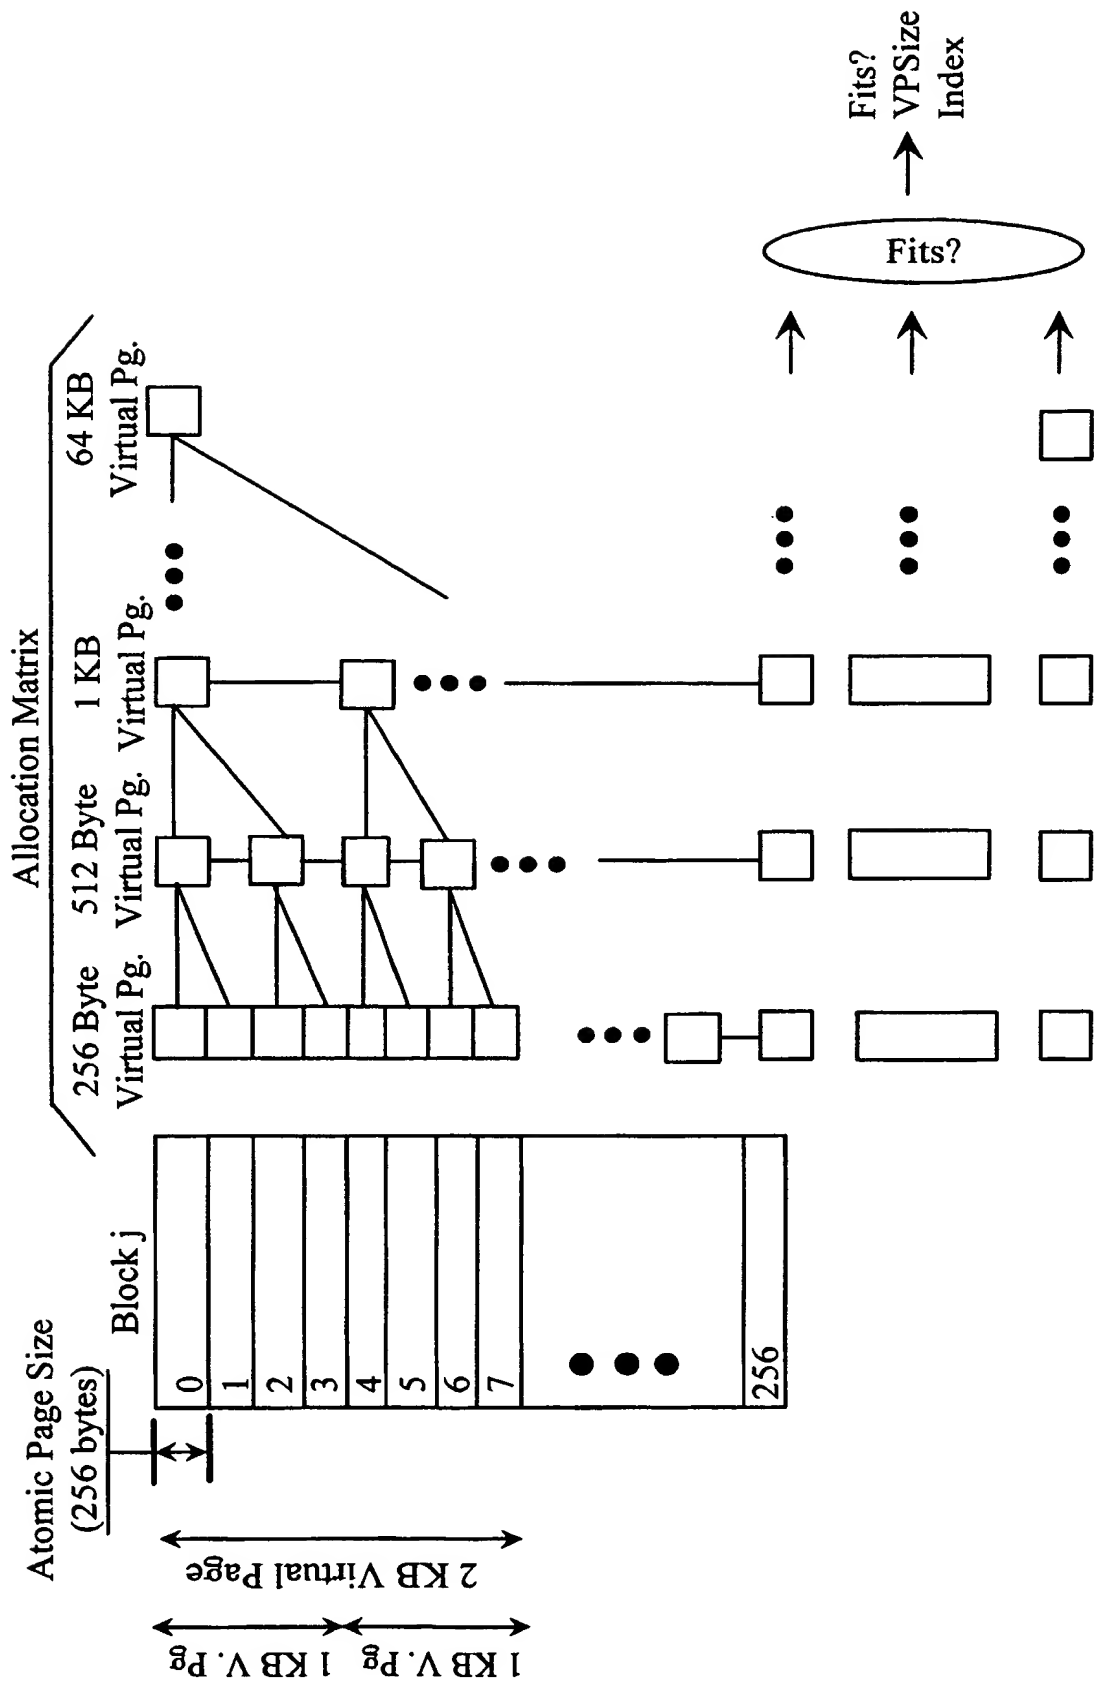 Allocation Matrix
Atomic Page Size
(256 bytes)
Block j
256 Byte
Virtual Pg.
512 Byte
Virtual Pg.
1 KB
Virtual Pg.
64 KB
Virtual Pg.
0
1
2
3
4
5
6
7
256
1 KB V. Pg
1 KB V. Pg
2 KB Virtual Page
Fits?
Fits?
VPSize
Index